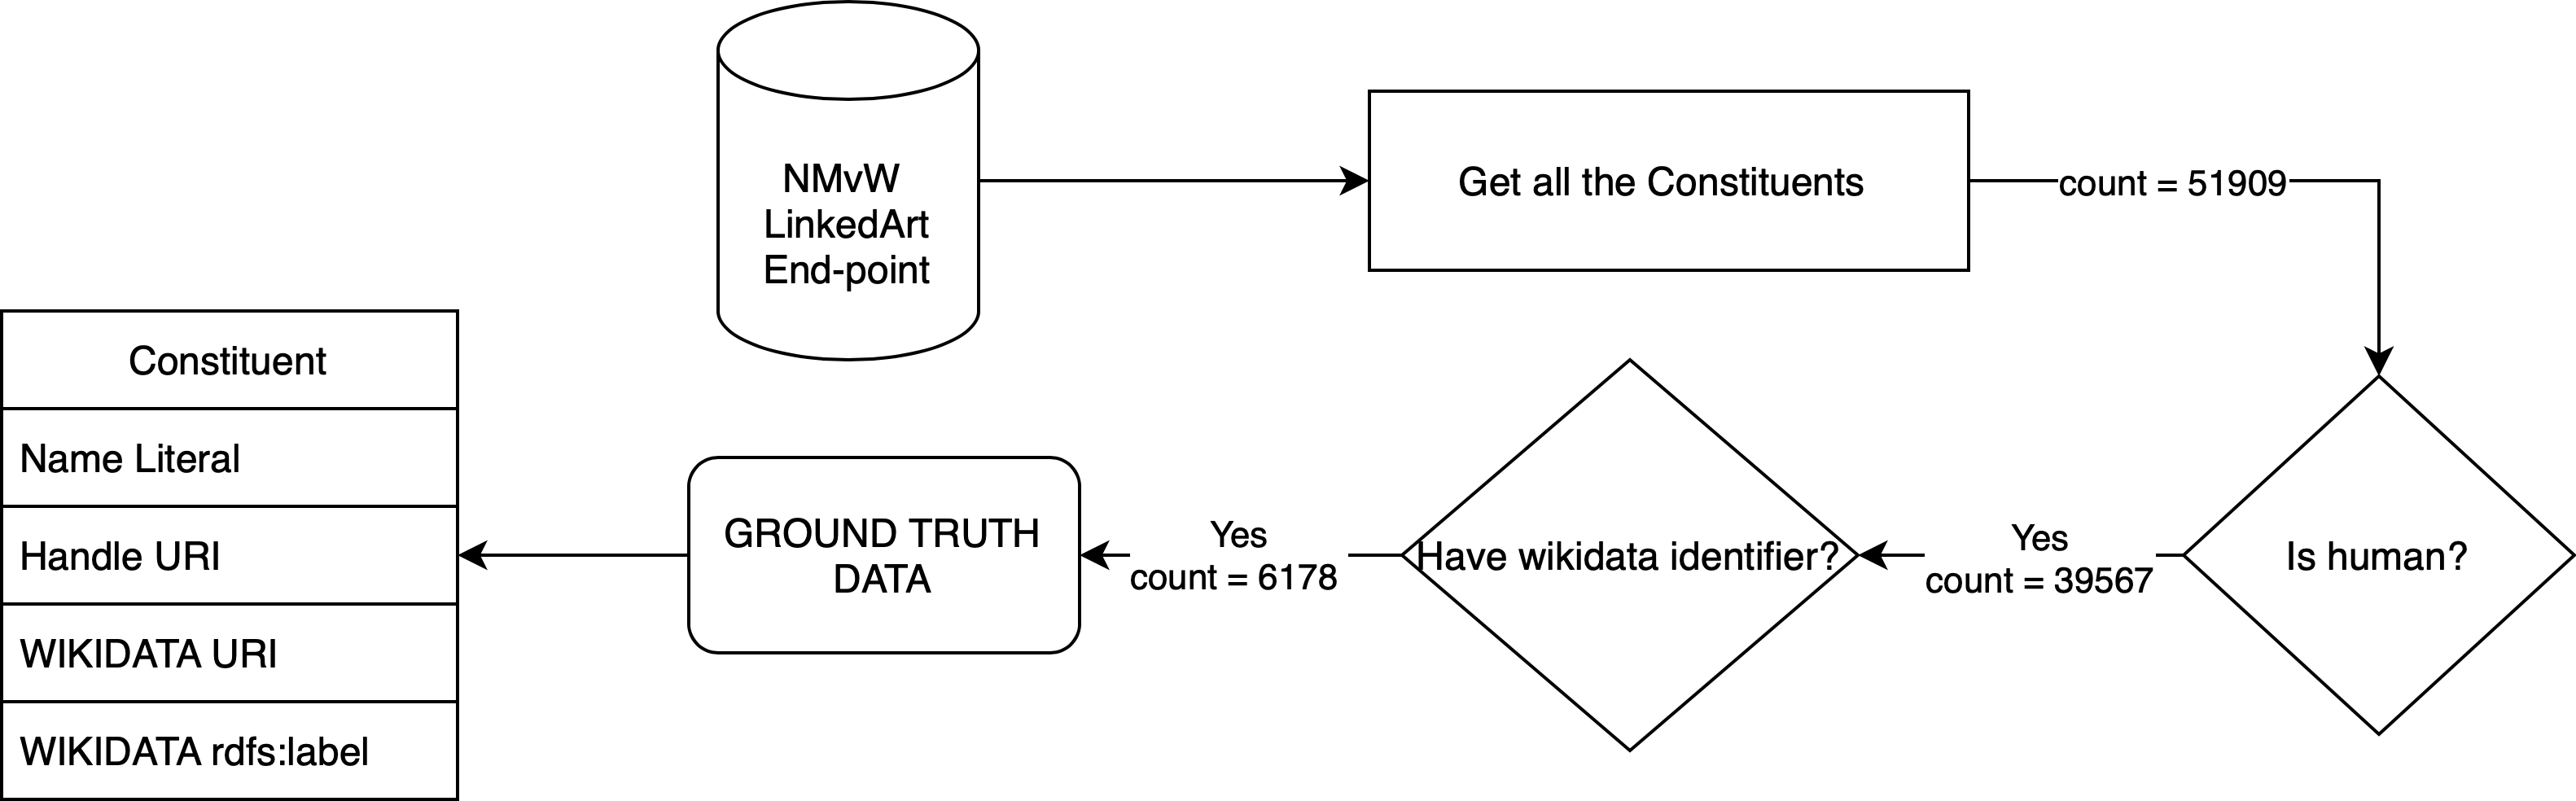 NMvW
LinkedArt
End-point
Get all the Constituents
count = 51909
Is human?
Yes
count = 39567
Have wikidata identifier?
Yes
count = 6178
GROUND TRUTH
DATA
Constituent
Name Literal
Handle URI
WIKIDATA URI
WIKIDATA rdfs:label